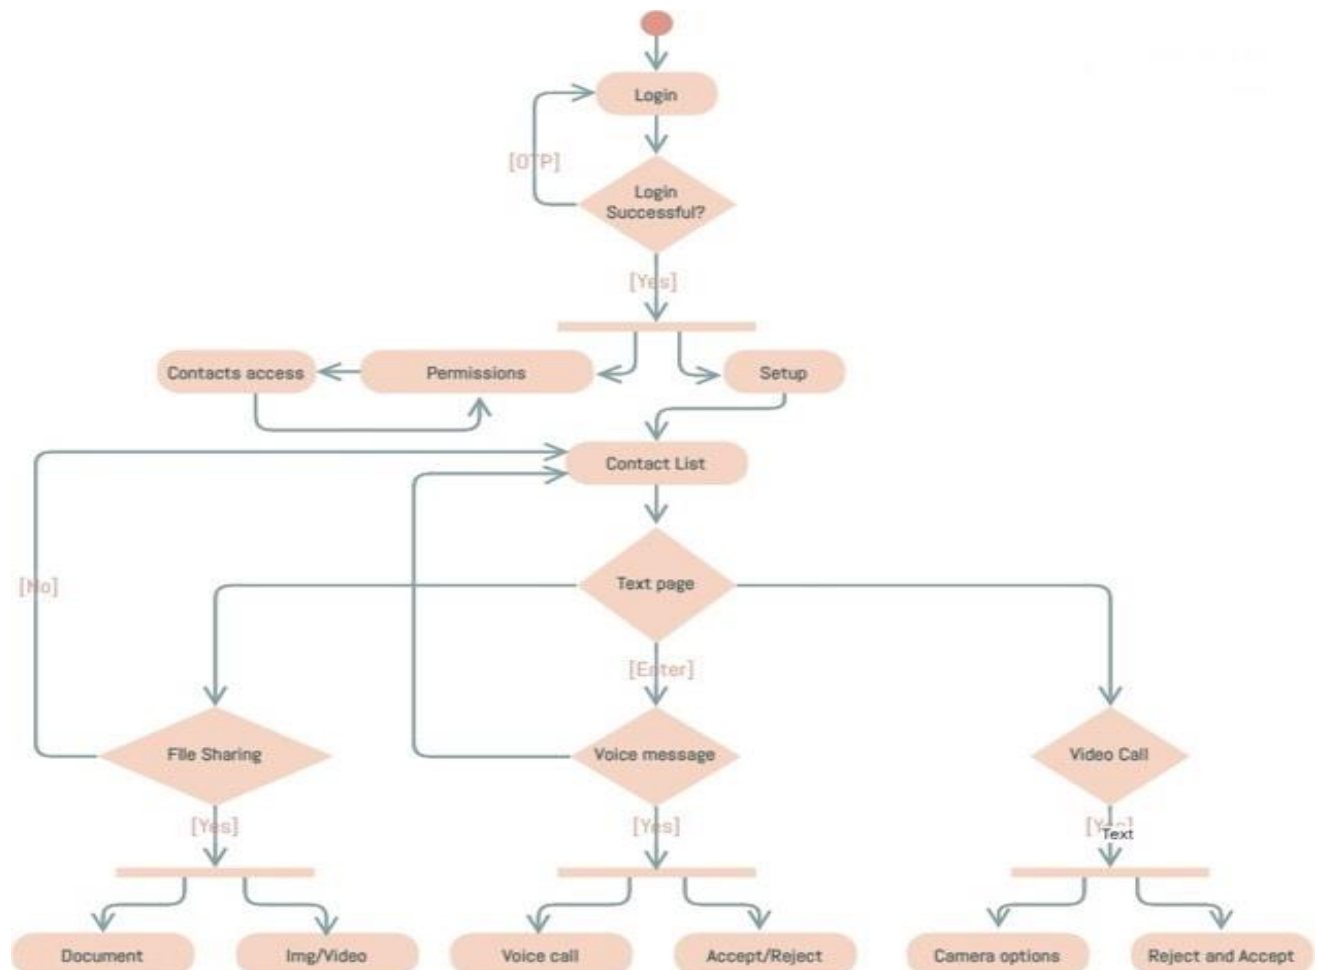 Login
[OTP]
Login
Successful?
[Yes]
Contacts access
Permissions
Setup
Contact List
[No]
Text page
[Enter]
FIle Sharing
Voice message
Video Call
[Yes]
[Yes]
[Yes]
Text
Document
Img/Video
Voice call
Accept/Reject
Camera options
Reject and Accept